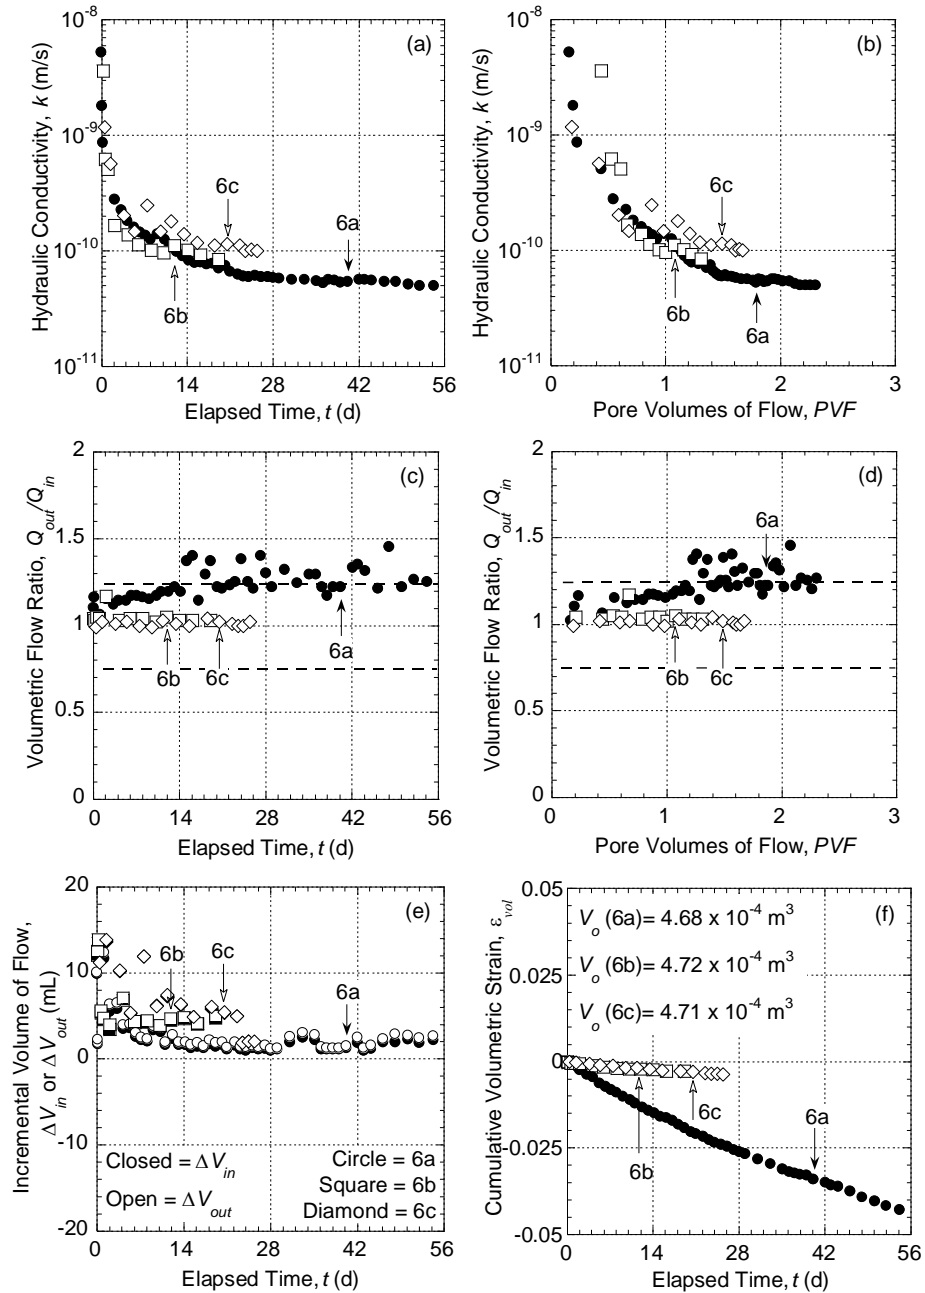 10⁻⁸
10⁻⁹
10⁻¹⁰
10⁻¹¹
Hydraulic Conductivity, k (m/s)
(a)
6c
6a
6b
0 14 28 42 56
Elapsed Time, t (d)
10⁻⁸
10⁻⁹
10⁻¹⁰
10⁻¹¹
Hydraulic Conductivity, k (m/s)
(b)
6c
6b
6a
0 1 2 3
Pore Volumes of Flow, PVF
2
1.5
1
0.5
0
Volumetric Flow Ratio, Q_out/Q_in
(c)
6b
6c
6a
0 14 28 42 56
Elapsed Time, t (d)
2
1.5
1
0.5
0
Volumetric Flow Ratio, Q_out/Q_in
(d)
6a
6b
6c
0 1 2 3
Pore Volumes of Flow, PVF
20
10
0
-10
-20
Incremental Volume of Flow,
ΔV_in or ΔV_out (mL)
(e)
6b
6c
6a
Closed = ΔV_in
Open = ΔV_out
Circle = 6a
Square = 6b
Diamond = 6c
0 14 28 42 56
Elapsed Time, t (d)
0.05
0.025
0
-0.025
-0.05
Cumulative Volumetric Strain, ε_vol
(f)
V_o (6a)= 4.68 x 10⁻⁴ m³
V_o (6b)= 4.72 x 10⁻⁴ m³
V_o (6c)= 4.71 x 10⁻⁴ m³
6b
6c
6a
0 14 28 42 56
Elapsed Time, t (d)